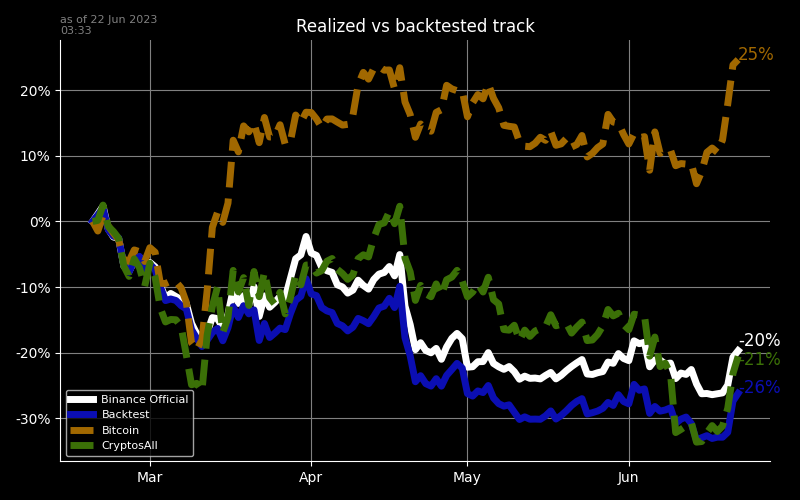 as of 22 Jun 2023
03:33
Realized vs backtested track
25%
20%
10%
0%
-10%
-20%
-30%
-20%
-21%
-26%
Binance Official
Backtest
Bitcoin
CryptosAll
Mar
Apr
May
Jun